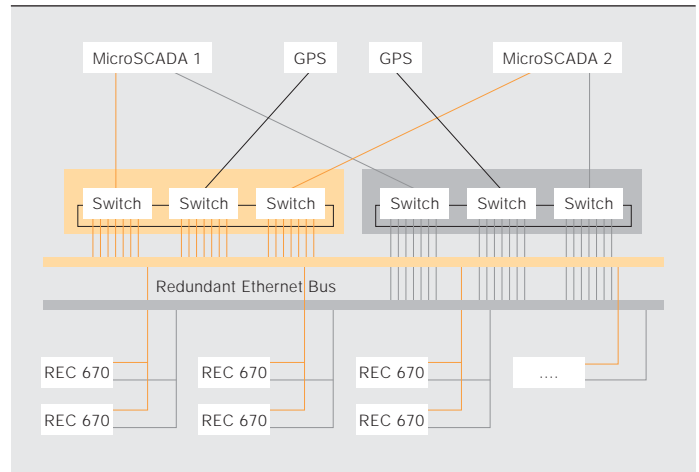 MicroSCADA 1
GPS
GPS
MicroSCADA 2
Switch
Switch
Switch
Switch
Switch
Switch
Redundant Ethernet Bus
REC 670
REC 670
REC 670
....
REC 670
REC 670
REC 670